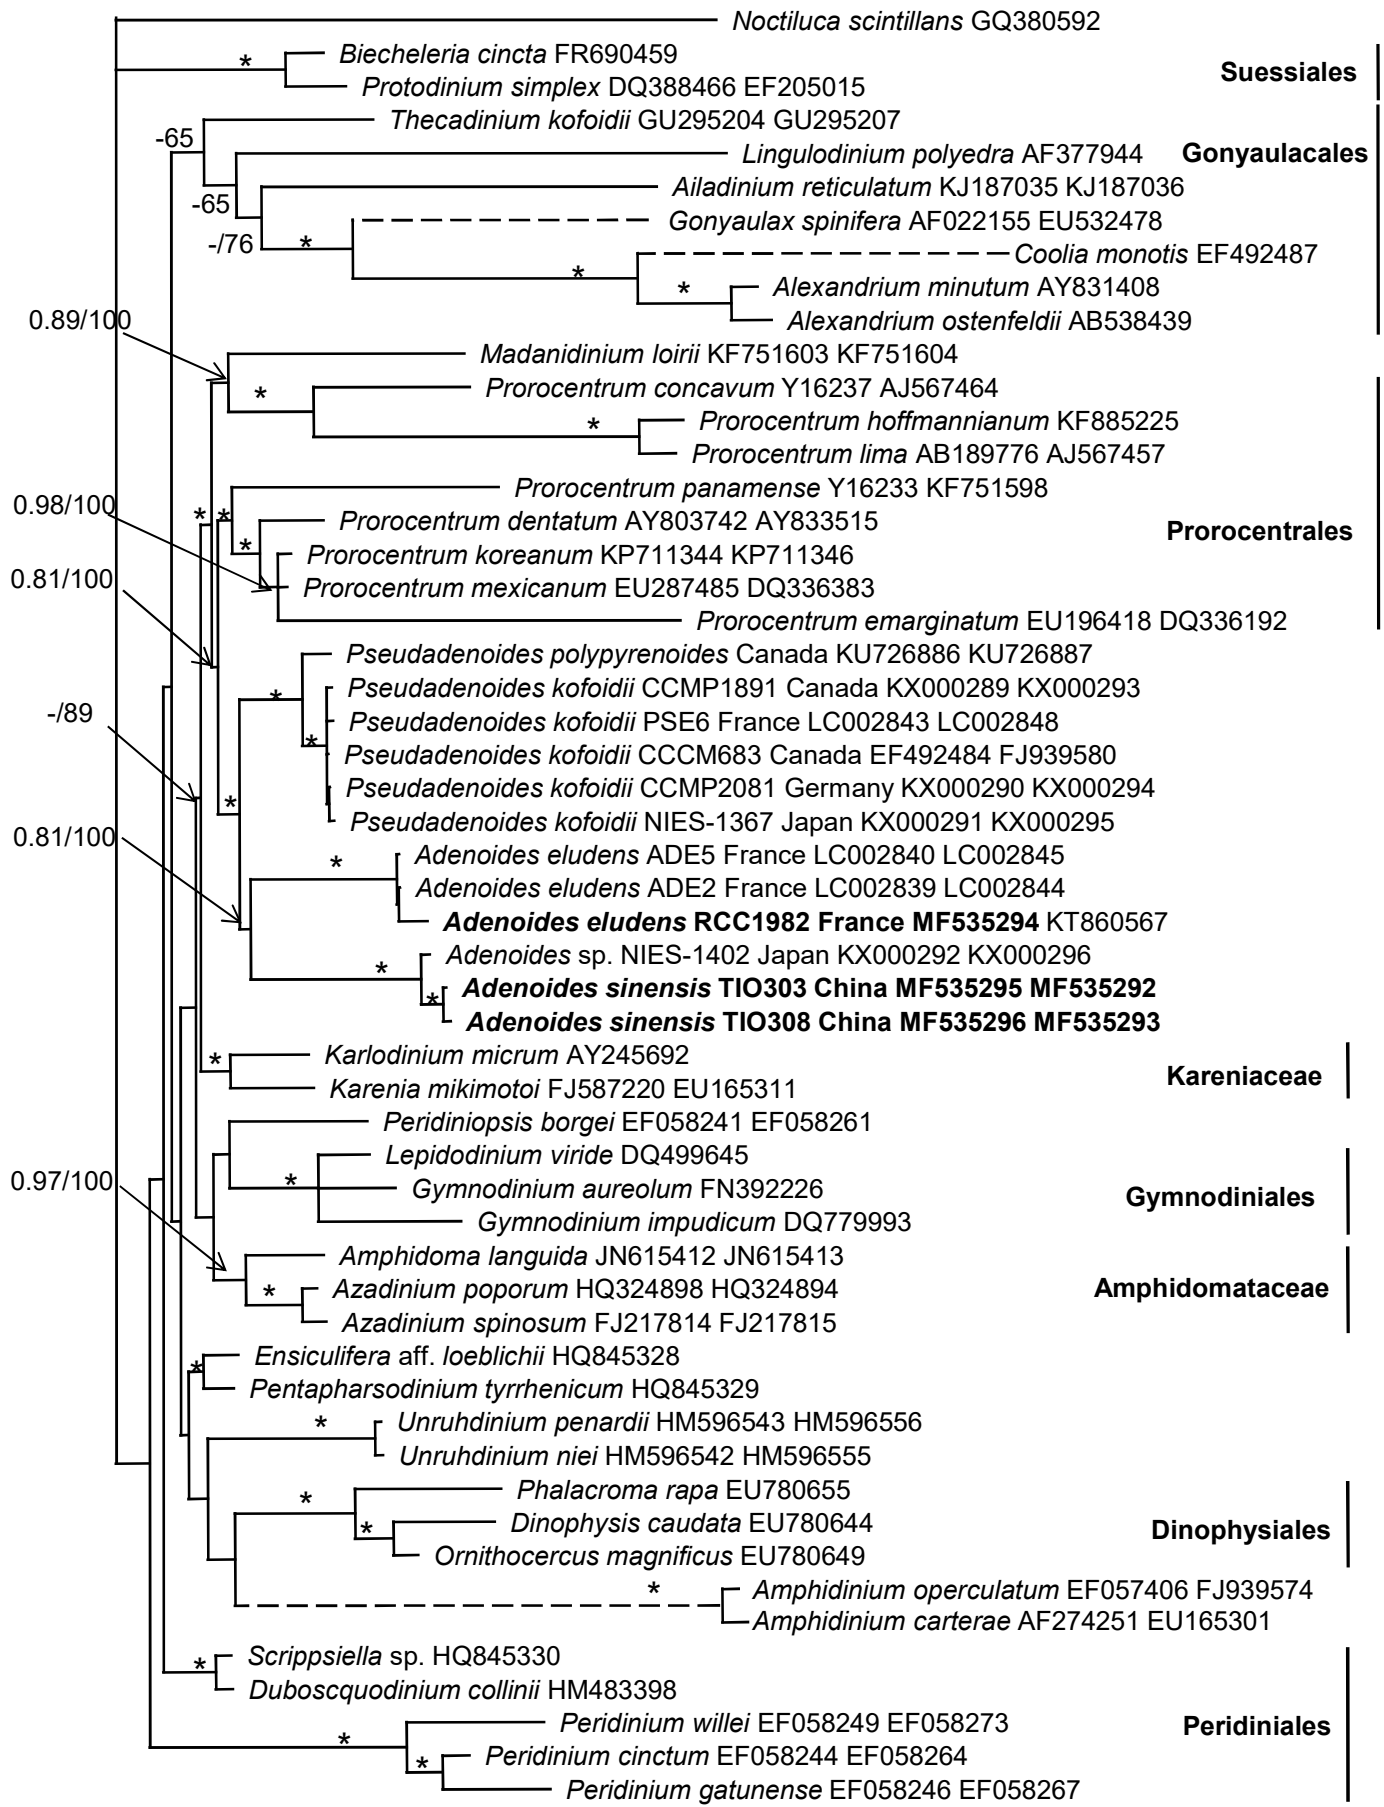 Noctiluca scintillans GQ380592
* Biecheleria cincta FR690459
Suessiales
Protodinium simplex DQ388466 EF205015
Thecadinium kofoidii GU295204 GU295207
-65
Lingulodinium polyedra AF377944 Gonyaulacales
Ailadinium reticulatum KJ187035 KJ187036
-65
Gonyaulax spinifera AF022155 EU532478
-/76 *
Coolia monotis EF492487
*
* Alexandrium minutum AY831408
Alexandrium ostenfeldii AB538439
0.89/100
Madanidinium loirii KF751603 KF751604
* Prorocentrum concavum Y16237 AJ567464
* Prorocentrum hoffmannianum KF885225
Prorocentrum lima AB189776 AJ567457
Prorocentrum panamense Y16233 KF751598
0.98/100
* * Prorocentrum dentatum AY803742 AY833515
Prorocentrales
* Prorocentrum koreanum KP711344 KP711346
0.81/100
Prorocentrum mexicanum EU287485 DQ336383
Prorocentrum emarginatum EU196418 DQ336192
Pseudadenoides polypyrenoides Canada KU726886 KU726887
* Pseudadenoides kofoidii CCMP1891 Canada KX000289 KX000293
-/89
Pseudadenoides kofoidii PSE6 France LC002843 LC002848
* Pseudadenoides kofoidii CCCM683 Canada EF492484 FJ939580
Pseudadenoides kofoidii CCMP2081 Germany KX000290 KX000294
* Pseudadenoides kofoidii NIES-1367 Japan KX000291 KX000295
0.81/100
* Adenoides eludens ADE5 France LC002840 LC002845
Adenoides eludens ADE2 France LC002839 LC002844
Adenoides eludens RCC1982 France MF535294 KT860567
Adenoides sp. NIES-1402 Japan KX000292 KX000296
*
* Adenoides sinensis TIO303 China MF535295 MF535292
Adenoides sinensis TIO308 China MF535296 MF535293
* Karlodinium micrum AY245692
Kareniaceae
Karenia mikimotoi FJ587220 EU165311
Peridiniopsis borgei EF058241 EF058261
Lepidodinium viride DQ499645
0.97/100
* Gymnodinium aureolum FN392226
Gymnodiniales
Gymnodinium impudicum DQ779993
Amphidoma languida JN615412 JN615413
* Azadinium poporum HQ324898 HQ324894
Amphidomataceae
Azadinium spinosum FJ217814 FJ217815
* Ensiculifera aff. loeblichii HQ845328
Pentapharsodinium tyrrhenicum HQ845329
* Unruhdinium penardii HM596543 HM596556
Unruhdinium niei HM596542 HM596555
* Phalacroma rapa EU780655
* Dinophysis caudata EU780644
Dinophysiales
Ornithocercus magnificus EU780649
* Amphidinium operculatum EF057406 FJ939574
Amphidinium carterae AF274251 EU165301
* Scrippsiella sp. HQ845330
Duboscquodinium collinii HM483398
Peridinium willei EF058249 EF058273
Peridiniales
*
* Peridinium cinctum EF058244 EF058264
Peridinium gatunense EF058246 EF058267